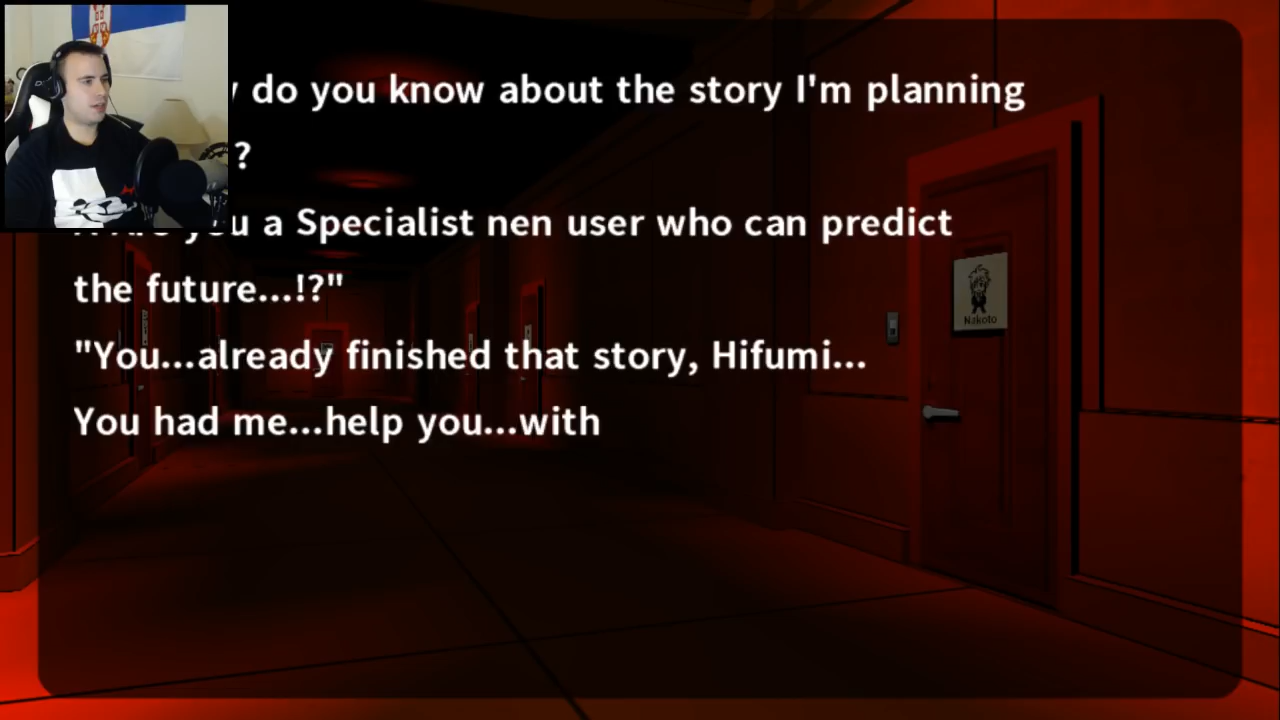 do you know about the story I'm planning
?
a Specialist nen user who can predict
the future...!?"
"You...already finished that story, Hifumi...
You had me...help you...with
Nakoto